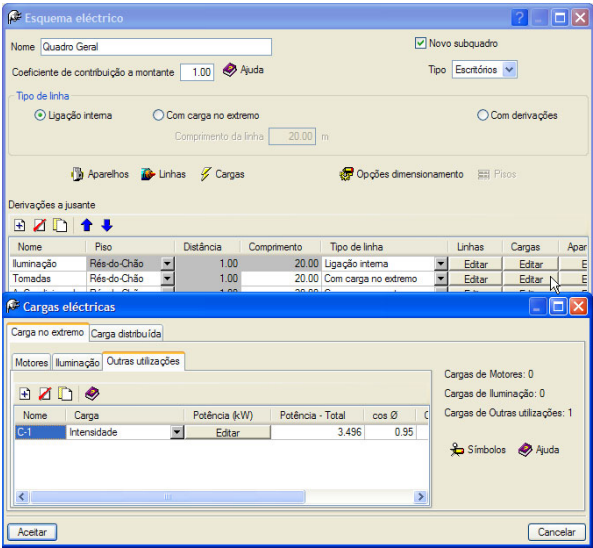 Esquema eléctrico
Nome Quadro Geral Novo subquadro
Coeficiente de contribuição a montante 1.00 Ajuda Tipo Escritórios
Tipo de linha
Ligação interna Com carga no extremo Com derivações
Comprimento da linha 20.00 m
Aparelhos Linhas Cargas Opções dimensionamento Pisos
Derivações a jusante
Nome Piso Distância Comprimento Tipo de linha Linhas Cargas Apar
Iluminação Rés-do-Chão 1.00 20.00 Ligação interna Editar Editar E
Tomadas Rés-do-Chão 1.00 20.00 Com carga no extremo Editar Editar E
Cargas eléctricas
Carga no extremo Carga distribuída
Motores Iluminação Outras utilizações
Cargas de Motores: 0
Cargas de Iluminação: 0
Cargas de Outras utilizações: 1
Nome Carga Potência (kW) Potência - Total cos Ø C
C-1 Intensidade Editar 3.496 0.95
Símbolos Ajuda
Aceitar Cancelar